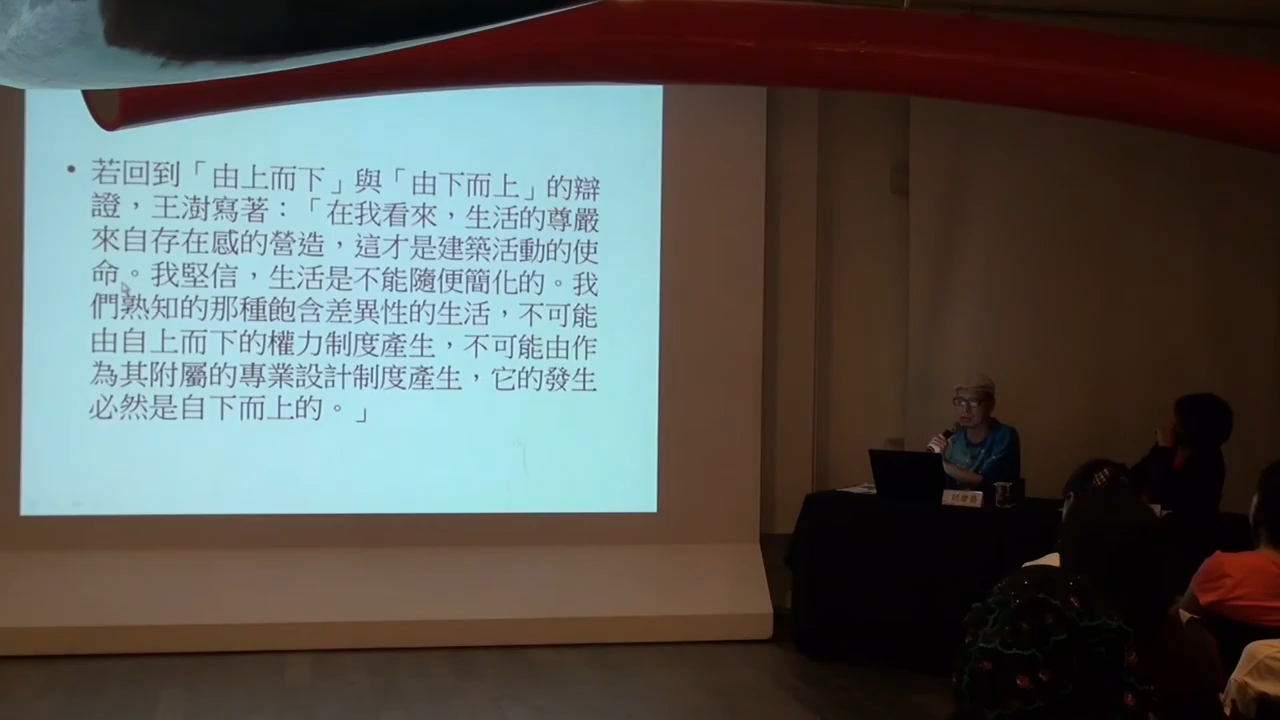 • 若回到「由上而下」與「由下而上」的辯
證，王澍寫著：「在我看來，生活的尊嚴
來自存在感的營造，這才是建築活動的使
命。我堅信，生活是不能隨便簡化的。我
們熟知的那種飽含差異性的生活，不可能
由自上而下的權力制度產生，不可能由作
為其附屬的專業設計制度產生，它的發生
必然是自下而上的。」